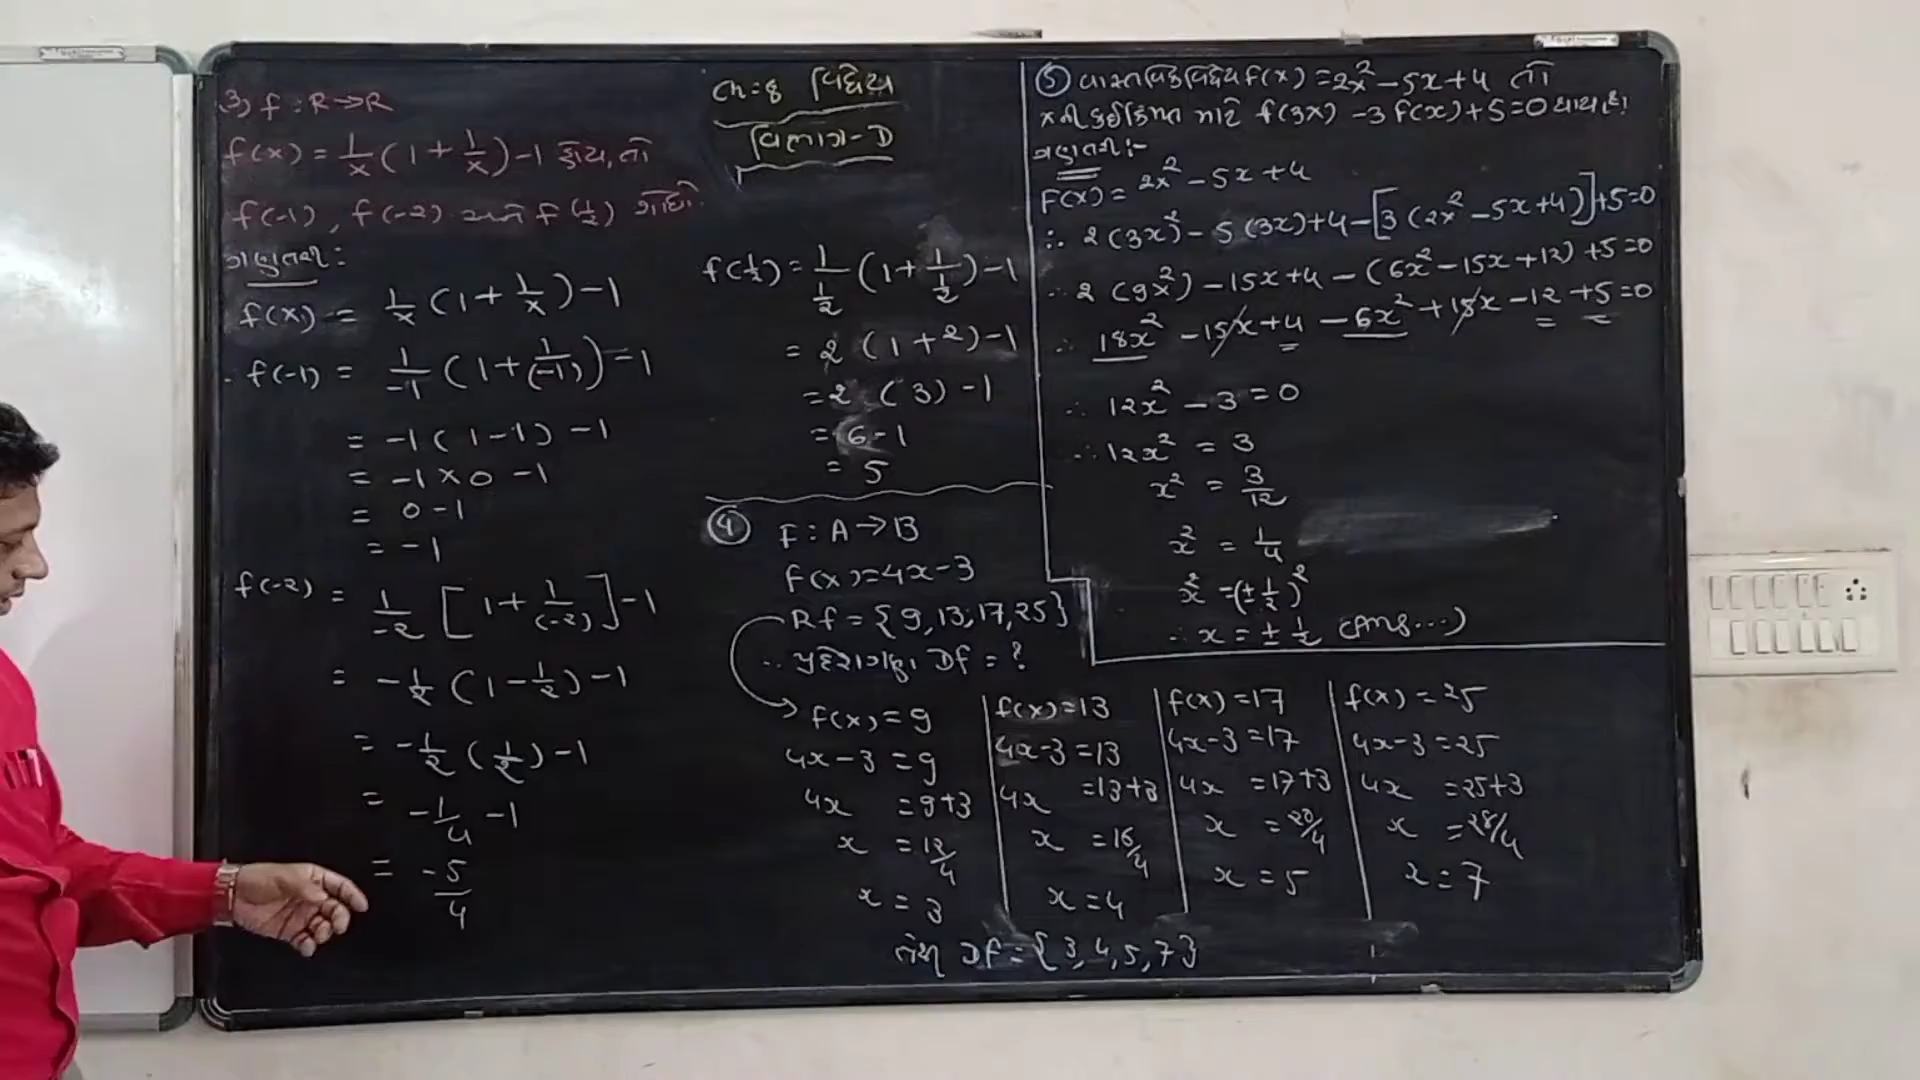 3) f : R → R
f(x) = 1/x (1 + 1/x) - 1 હોય, તો
f(-1), f(-2) અને f(1/2) શોધો.
ગણતરી :
f(x) = 1/x (1 + 1/x) - 1
∴ f(-1) = 1/-1 (1 + 1/(-1)) - 1
= -1 (1 - 1) - 1
= -1 × 0 - 1
= 0 - 1
= -1
f(-2) = 1/-2 [1 + 1/(-2)] - 1
= -1/2 (1 - 1/2) - 1
= -1/2 (1/2) - 1
= -1/4 - 1
= -5/4
Ch = 8 વિધેય
વિભાગ - D
f(1/2) = 1/(1/2) (1 + 1/(1/2)) - 1
= 2 (1 + 2) - 1
= 2 (3) - 1
= 6 - 1
= 5
④ f : A → B
f(x) = 4x - 3
Rf = {9, 13, 17, 25}
∴ પ્રદેશગણ Df = ?
f(x) = 9
4x - 3 = 9
4x = 9 + 3
x = 12/4
x = 3
f(x) = 13
4x - 3 = 13
4x = 13 + 3
x = 16/4
x = 4
f(x) = 17
4x - 3 = 17
4x = 17 + 3
x = 20/4
x = 5
f(x) = 25
4x - 3 = 25
4x = 25 + 3
x = 28/4
x = 7
તેથી Df = {3, 4, 5, 7}
⑤ વાસ્તવિક વિધેય f(x) = 2x² - 5x + 4 તો
x ની કઈ કિંમત માટે f(3x) - 3 f(x) + 5 = 0 થાય છે?
ગણતરી :-
F(x) = 2x² - 5x + 4
∴ 2 (3x)² - 5 (3x) + 4 - [3 (2x² - 5x + 4)] + 5 = 0
∴ 2 (9x²) - 15x + 4 - (6x² - 15x + 12) + 5 = 0
∴ 18x² - 15x + 4 - 6x² + 15x - 12 + 5 = 0
∴ 12x² - 3 = 0
∴ 12x² = 3
x² = 3/12
x² = 1/4
x² = (± 1/2)²
∴ x = ± 1/2 (Ans...)